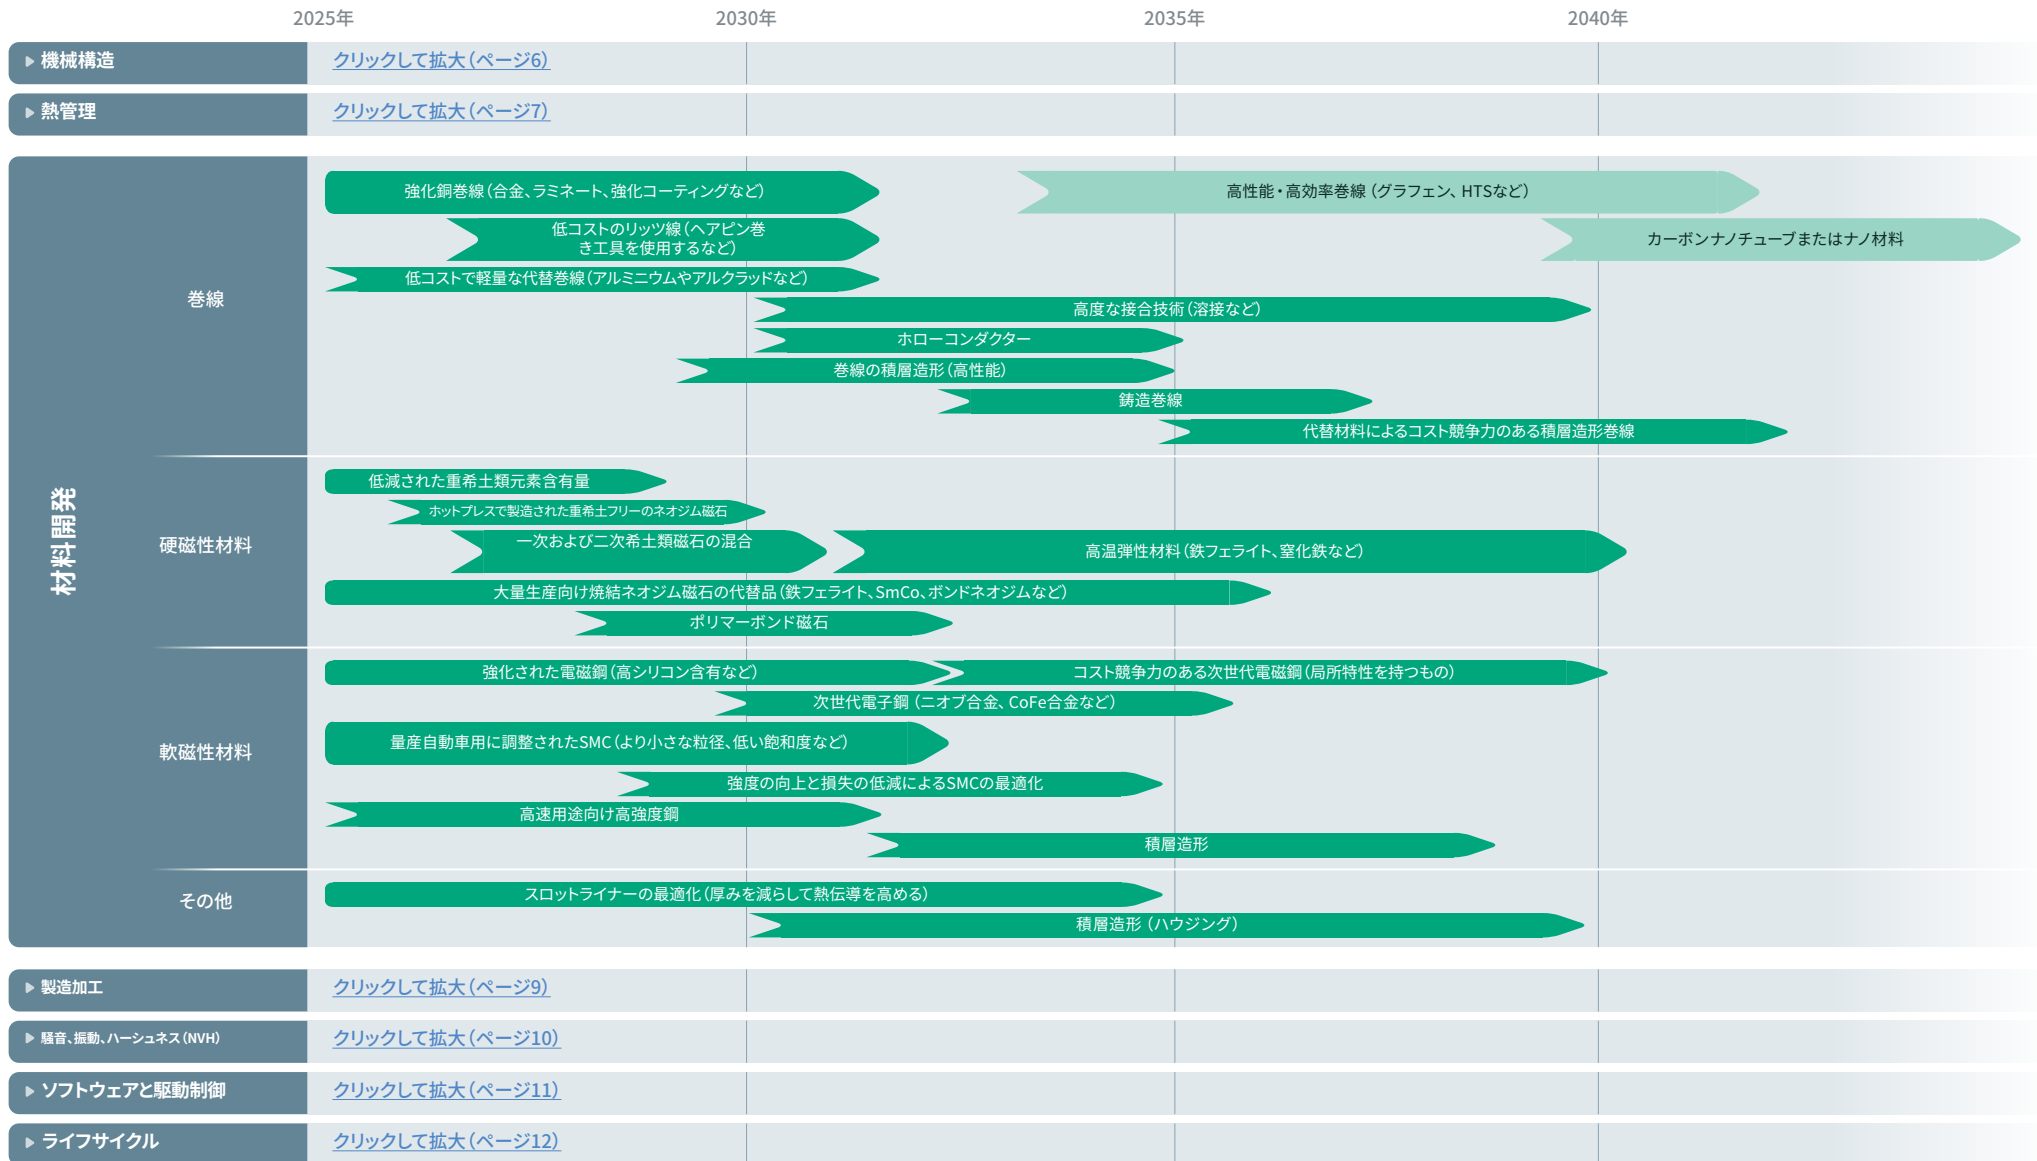 2025年
2030年
2035年
2040年
機械構造
クリックして拡大（ページ6）
熱管理
クリックして拡大（ページ7）
材料開発
巻線
強化銅巻線（合金、ラミネート、強化コーティングなど）
高性能・高効率巻線（グラフェン、HTSなど）
低コストのリッツ線（ヘアピン巻
き工具を使用するなど）
カーボンナノチューブまたはナノ材料
低コストで軽量な代替巻線（アルミニウムやアルクラッドなど）
高度な接合技術（溶接など）
ホローコンダクター
巻線の積層造形（高性能）
鋳造巻線
代替材料によるコスト競争力のある積層造形巻線
硬磁性材料
低減された重希土類元素含有量
ホットプレスで製造された重希土フリーのネオジム磁石
一次および二次希土類磁石の混合
高温弾性材料（鉄フェライト、窒化鉄など）
大量生産向け焼結ネオジム磁石の代替品（鉄フェライト、SmCo、ボンドネオジムなど）
ポリマーボンド磁石
軟磁性材料
強化された電磁鋼（高シリコン含有など）
コスト競争力のある次世代電磁鋼（局所特性を持つもの）
次世代電子鋼（ニオブ合金、CoFe合金など）
量産自動車用に調整されたSMC（より小さな粒径、低い飽和度など）
強度の向上と損失の低減によるSMCの最適化
高速用途向け高強度鋼
積層造形
その他
スロットライナーの最適化（厚みを減らして熱伝導を高める）
積層造形（ハウジング）
製造加工
クリックして拡大（ページ9）
騒音、振動、ハーシュネス（NVH）
クリックして拡大（ページ10）
ソフトウェアと駆動制御
クリックして拡大（ページ11）
ライフサイクル
クリックして拡大（ページ12）